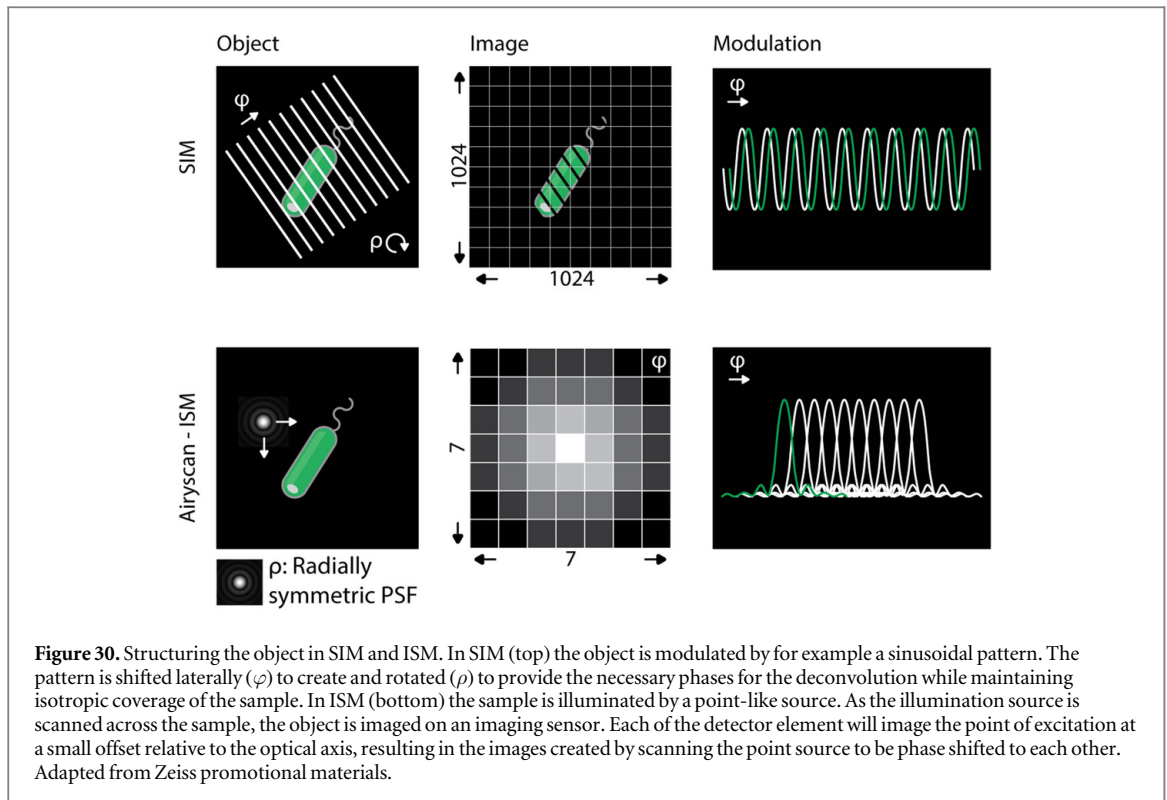 Object
Image
Modulation
SIM
φ
ρ
1024
1024
φ
Airyscan - ISM
7
φ
7
φ
ρ: Radially
symmetric PSF
Figure 30. Structuring the object in SIM and ISM. In SIM (top) the object is modulated by for example a sinusoidal pattern. The
pattern is shifted laterally (φ) to create and rotated (ρ) to provide the necessary phases for the deconvolution while maintaining
isotropic coverage of the sample. In ISM (bottom) the sample is illuminated by a point-like source. As the illumination source is
scanned across the sample, the object is imaged on an imaging sensor. Each of the detector element will image the point of excitation at
a small offset relative to the optical axis, resulting in the images created by scanning the point source to be phase shifted to each other.
Adapted from Zeiss promotional materials.